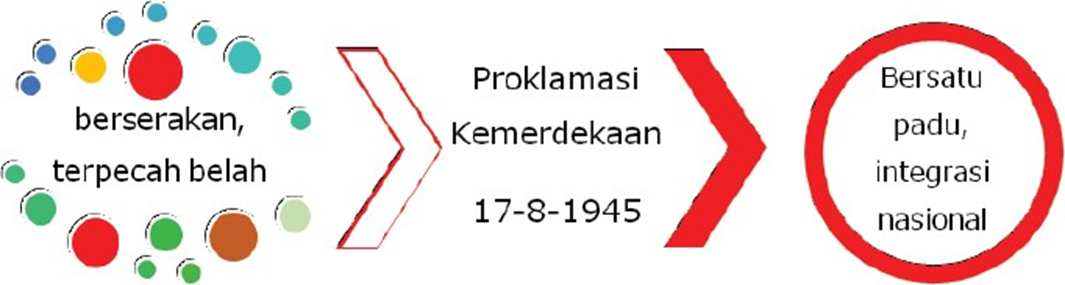 berserakan,
terpecah belah
Proklamasi
Kemerdekaan
17-8-1945
Bersatu
padu,
integrasi
nasional